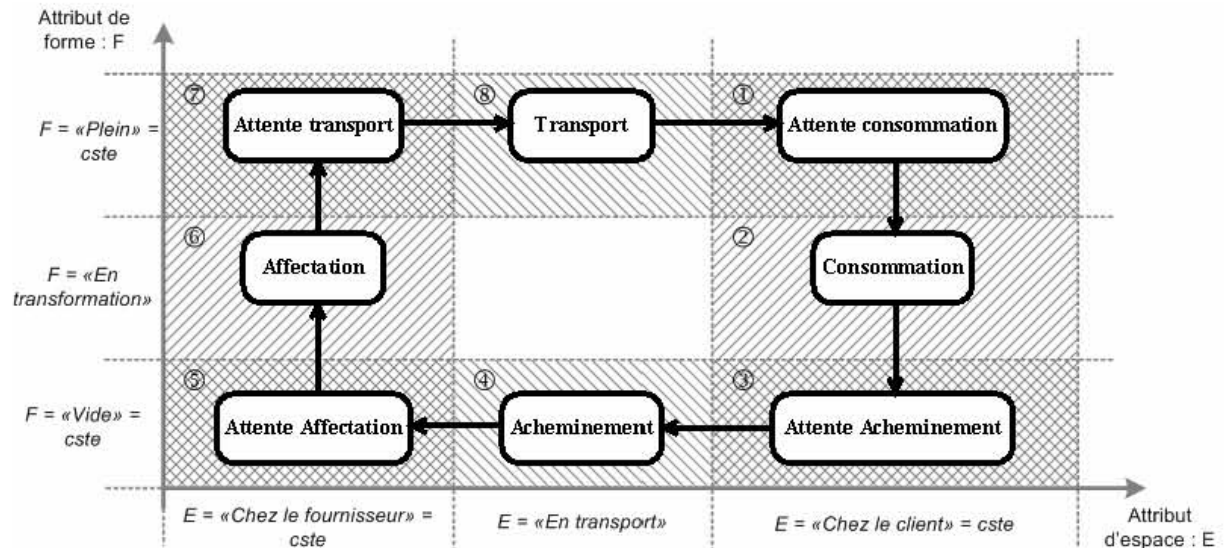 Attribut de
forme : F
⑦
⑧
①
Attente transport
Transport
Attente consommation
F = «Plein» =
cste
⑥
②
Affectation
Consommation
F = «En
transformation»
⑤
④
③
Attente Affectation
Acheminement
Attente Acheminement
F = «Vide» =
cste
E = «Chez le fournisseur» =
cste
E = «En transport»
E = «Chez le client» = cste
Attribut
d'espace : E